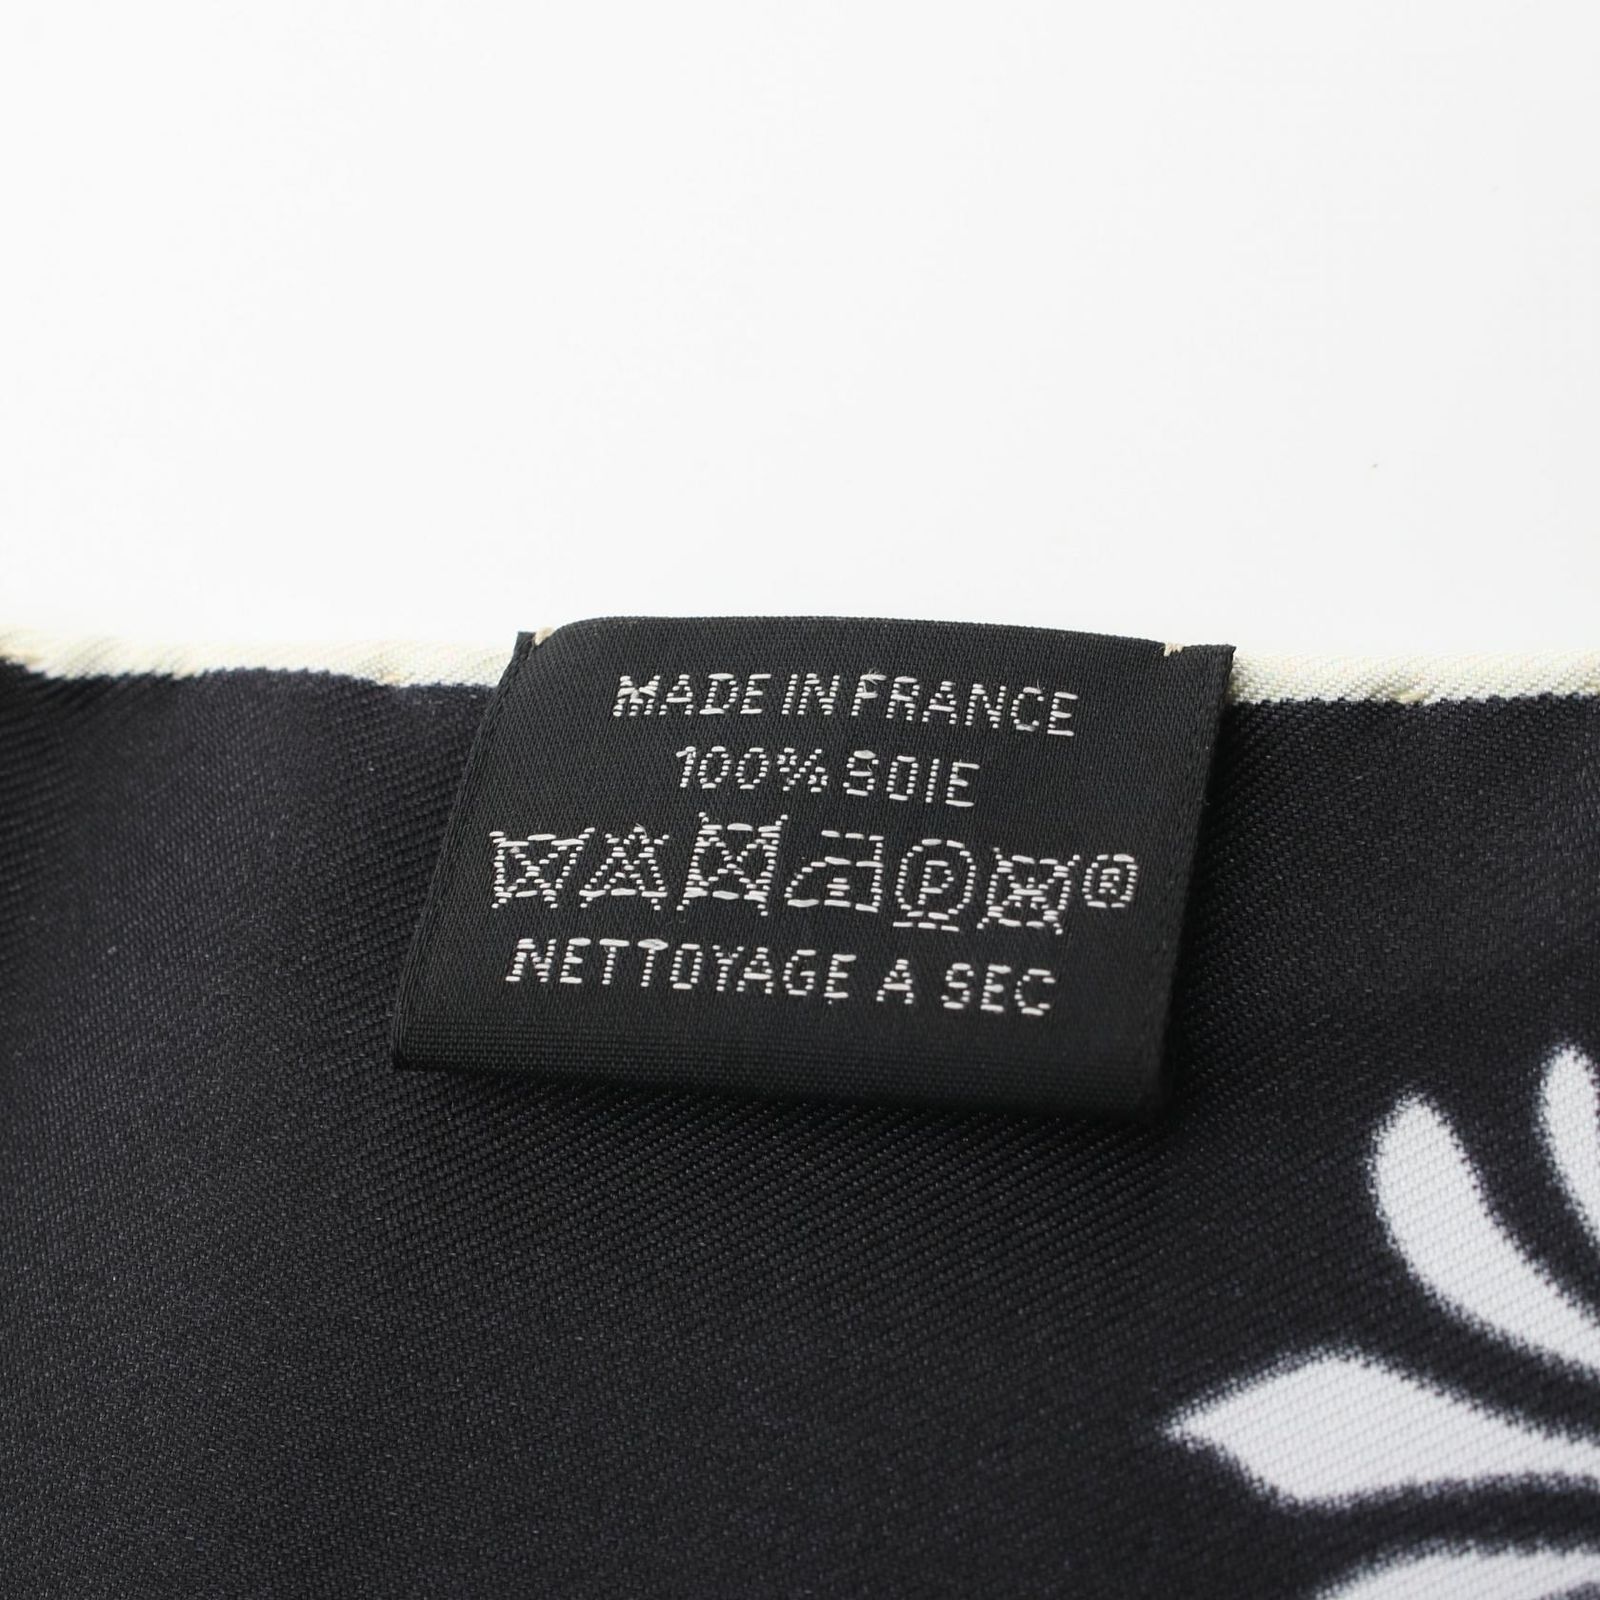 MADE IN FRANCE
100% SOIE
P ®
NETTOYAGE A SEC